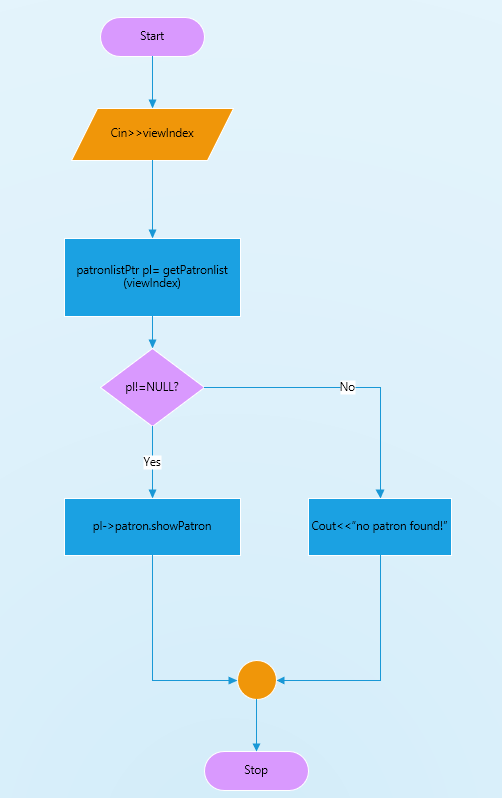 Start
Cin>>viewIndex
patronlistPtr pl= getPatronlist
(viewIndex)
pl!=NULL?
No
Yes
pl->patron.showPatron
Cout<<“no patron found!”
Stop